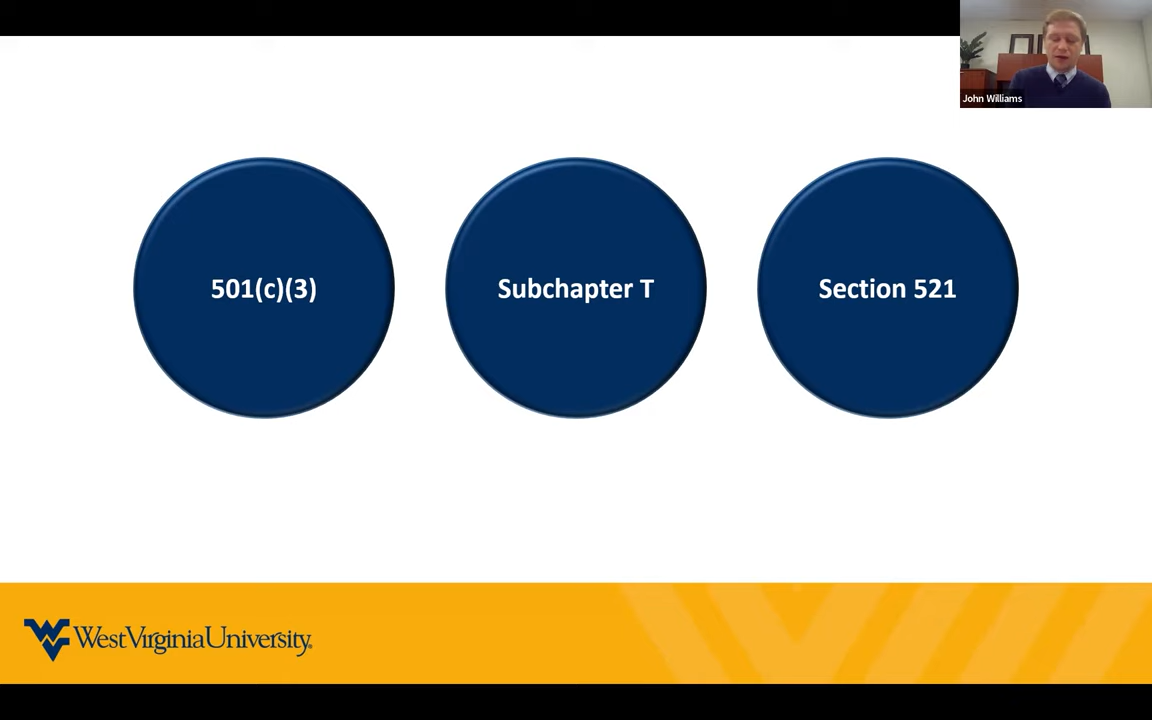 John Williams
501(c)(3)
Subchapter T
Section 521
WestVirginiaUniversity.